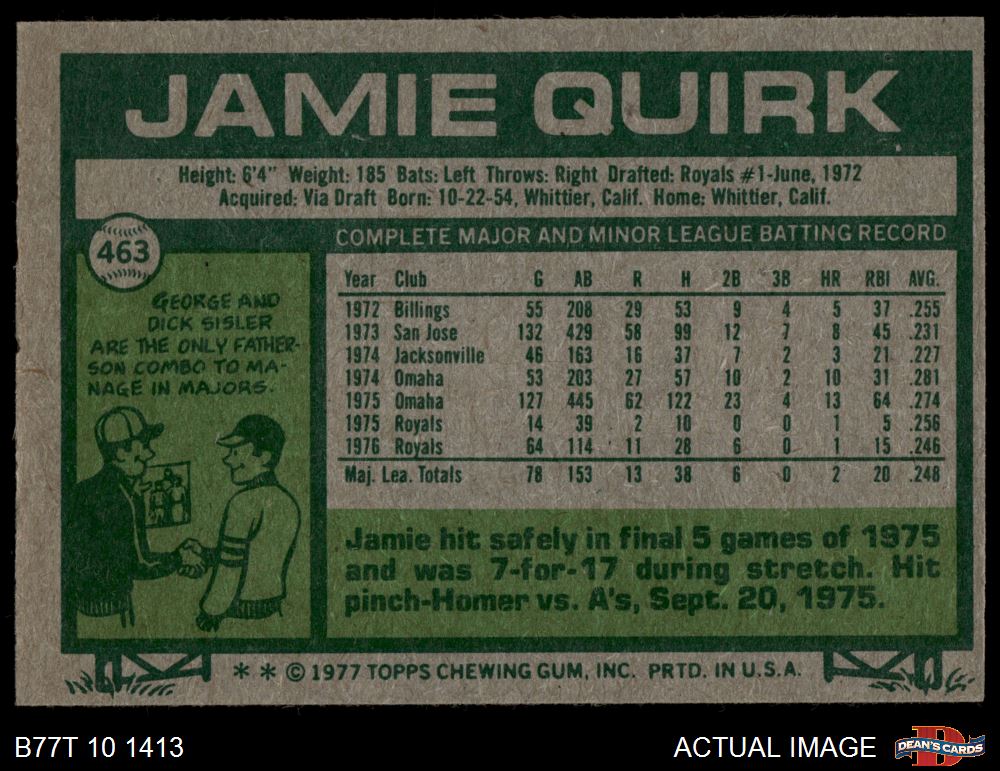 JAMIE QUIRK
Height: 6'4" Weight: 185 Bats: Left Throws: Right Drafted: Royals #1-June, 1972
Acquired: Via Draft Born: 10-22-54, Whittier, Calif. Home: Whittier, Calif.
463
GEORGE AND
DICK SISLER
ARE THE ONLY FATHER-
SON COMBO TO MA-
NAGE IN MAJORS.
COMPLETE MAJOR AND MINOR LEAGUE BATTING RECORD
Year Club G AB R H 2B 3B HR RBI AVG.
1972 Billings 55 208 29 53 9 4 5 37 .255
1973 San Jose 132 429 58 99 12 7 8 45 .231
1974 Jacksonville 46 163 16 37 7 2 3 21 .227
1974 Omaha 53 203 27 57 10 2 10 31 .281
1975 Omaha 127 445 62 122 23 4 13 64 .274
1975 Royals 14 39 2 10 0 0 1 5 .256
1976 Royals 64 114 11 28 6 0 1 15 .246
Maj. Lea. Totals 78 153 13 38 6 0 2 20 .248
Jamie hit safely in final 5 games of 1975
and was 7-for-17 during stretch. Hit
pinch-Homer vs. A's, Sept. 20, 1975.
* * © 1977 TOPPS CHEWING GUM, INC. PRTD. IN U.S.A.
B77T 10 1413
ACTUAL IMAGE
D
DEAN'S CARDS